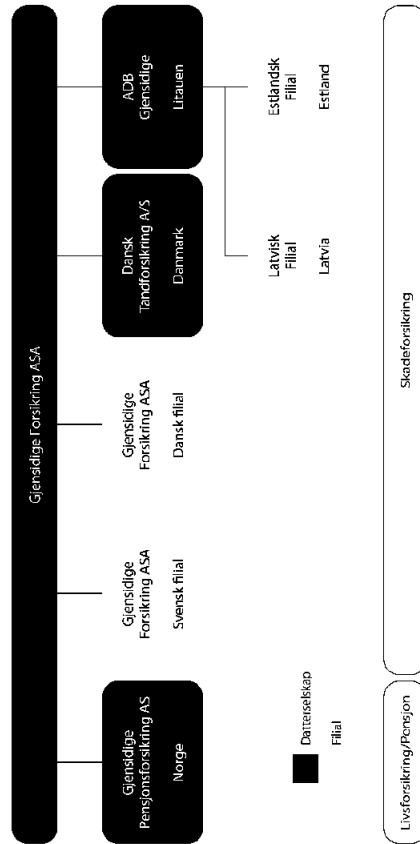 Gjensidige Forsikring ASA
Gjensidige
Pensjonsforsikring AS
Norge
Gjensidige
Forsikring ASA
Svensk filial
Gjensidige
Forsikring ASA
Dansk filial
Dansk
Tandforsikring A/S
Danmark
ADB
Gjensidige
Litauen
Latvisk
Filial
Latvia
Estlandsk
Filial
Estland
Datterselskap
Filial
Livsforsikring/Pensjon
Skadeforsikring